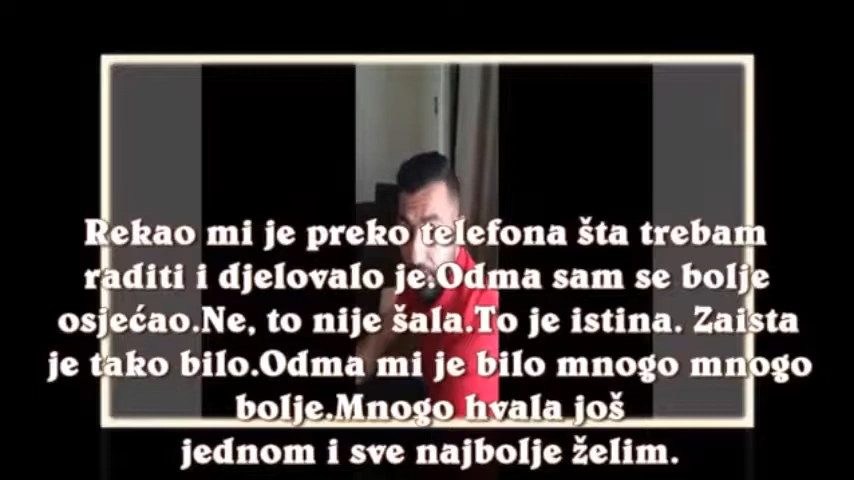 Rekao mi je preko telefona šta trebam
raditi i djelovalo je.Odma sam se bolje
osjećao.Ne, to nije šala.To je istina. Zaista
je tako bilo.Odma mi je bilo mnogo mnogo
bolje.Mnogo hvala još
jednom i sve najbolje želim.